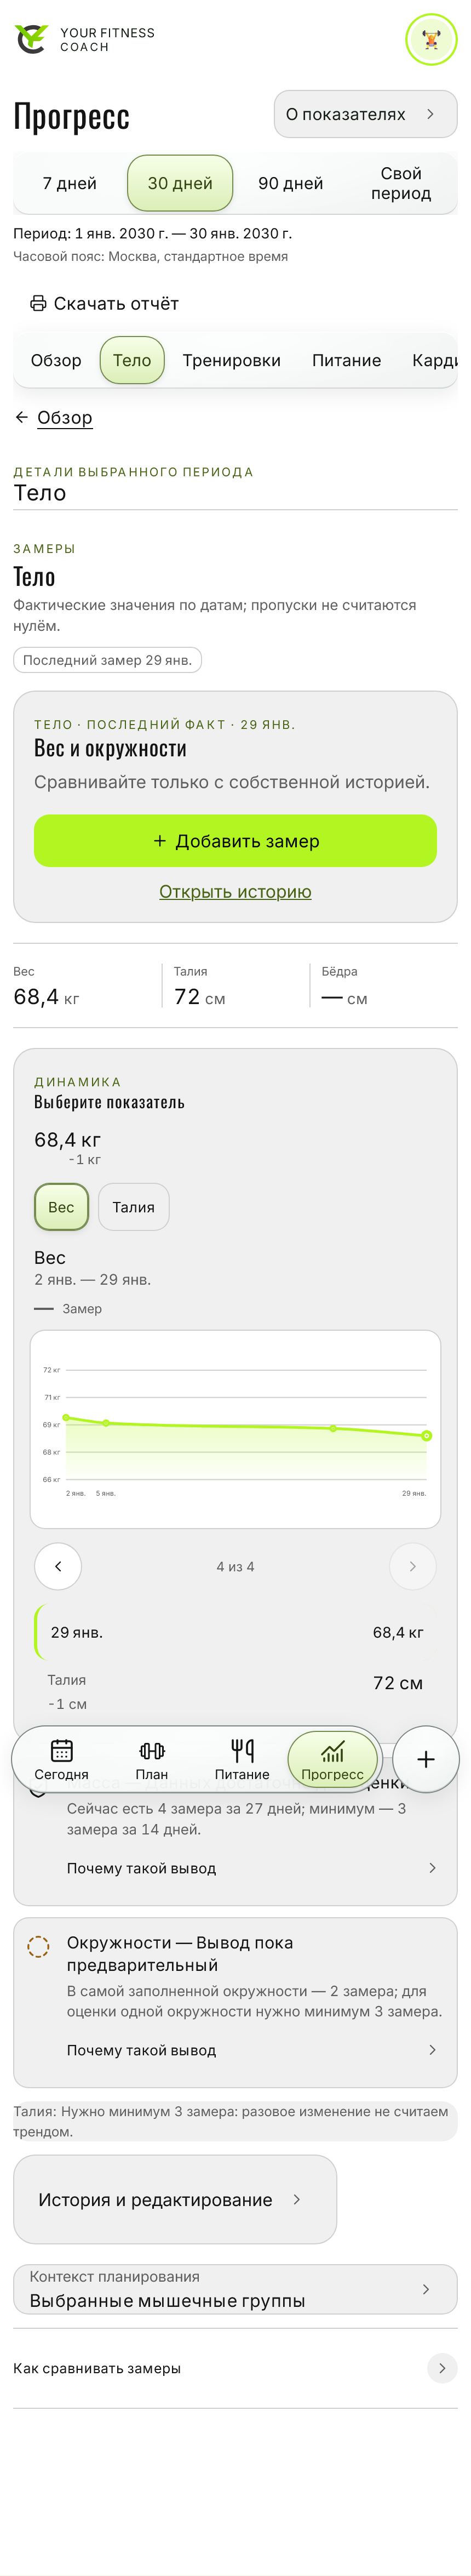 YOUR FITNESS
COACH
Прогресс
О показателях
7 дней
30 дней
90 дней
Свой
период
Период: 1 янв. 2030 г. — 30 янв. 2030 г.
Часовой пояс: Москва, стандартное время
Скачать отчёт
Обзор
Тело
Тренировки
Питание
Карди
Обзор
ДЕТАЛИ ВЫБРАННОГО ПЕРИОДА
Тело
ЗАМЕРЫ
Тело
Фактические значения по датам; пропуски не считаются
нулём.
Последний замер 29 янв.
ТЕЛО · ПОСЛЕДНИЙ ФАКТ · 29 ЯНВ.
Вес и окружности
Сравнивайте только с собственной историей.
Добавить замер
Открыть историю
Вес
68,4 кг
Талия
72 см
Бёдра
— см
ДИНАМИКА
Выберите показатель
68,4 кг
-1 кг
Вес
Талия
Вес
2 янв. — 29 янв.
Замер
72 кг
71 кг
69 кг
68 кг
66 кг
2 янв.
5 янв.
29 янв.
4 из 4
29 янв.
68,4 кг
Талия
72 см
-1 см
Сегодня
План
Питание
Прогресс
Сейчас есть 4 замера за 27 дней; минимум — 3
замера за 14 дней.
Почему такой вывод
Окружности — Вывод пока
предварительный
В самой заполненной окружности — 2 замера; для
оценки одной окружности нужно минимум 3 замера.
Почему такой вывод
Талия: Нужно минимум 3 замера: разовое изменение не считаем
трендом.
История и редактирование
Контекст планирования
Выбранные мышечные группы
Как сравнивать замеры